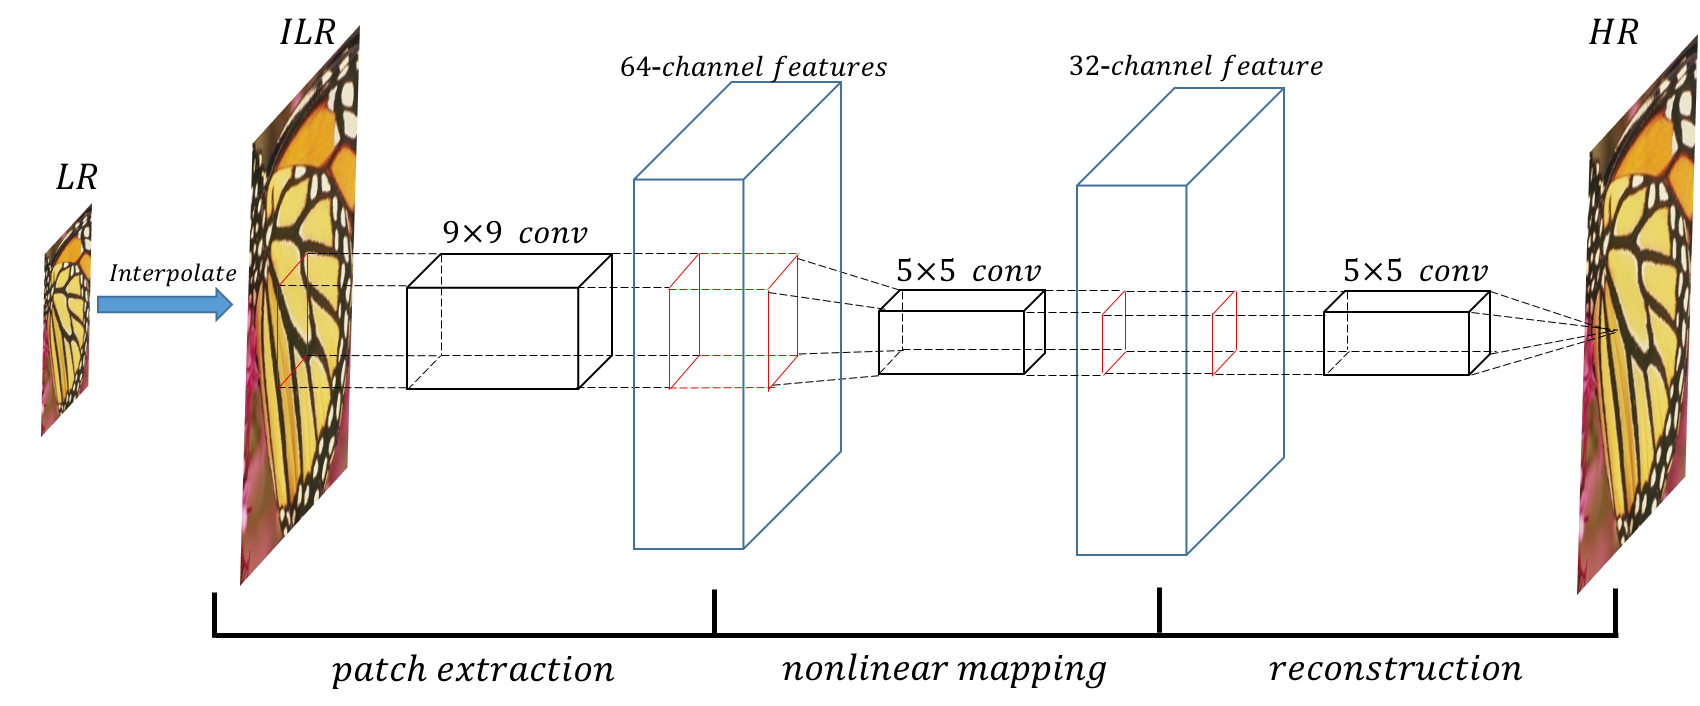 LR
Interpolate
ILR
9×9 conv
64-channel features
5×5 conv
32-channel feature
5×5 conv
HR
patch extraction
nonlinear mapping
reconstruction